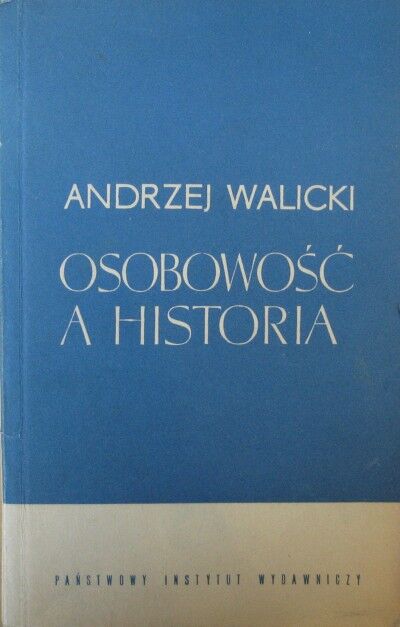 ANDRZEJ WALICKI
OSOBOWOŚĆ
A HISTORIA
PAŃSTWOWY INSTYTUT WYDAWNICZY